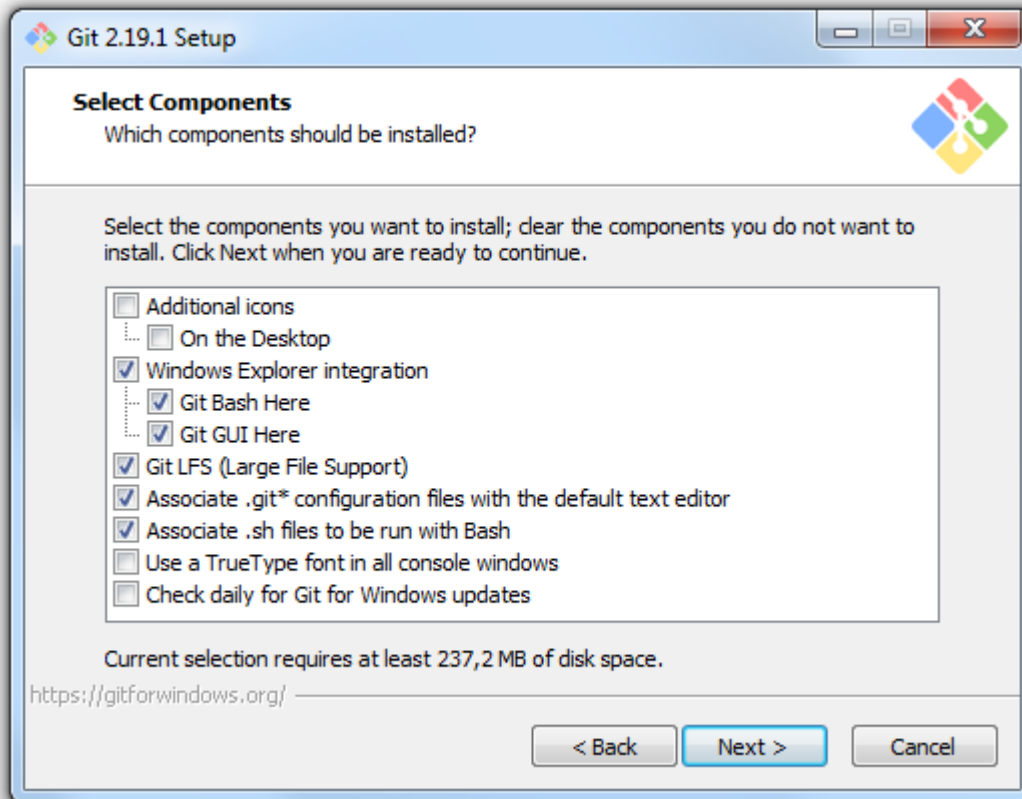 Git 2.19.1 Setup
Select Components
Which components should be installed?
Select the components you want to install; clear the components you do not want to
install. Click Next when you are ready to continue.
Additional icons
On the Desktop
Windows Explorer integration
Git Bash Here
Git GUI Here
Git LFS (Large File Support)
Associate .git* configuration files with the default text editor
Associate .sh files to be run with Bash
Use a TrueType font in all console windows
Check daily for Git for Windows updates
Current selection requires at least 237,2 MB of disk space.
https://gitforwindows.org/
< Back Next > Cancel